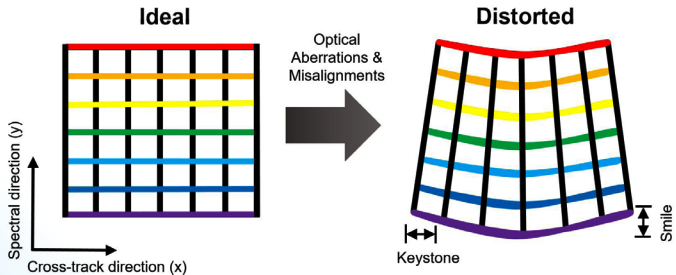 Ideal
Distorted
Optical
Aberrations &
Misalignments
Spectral direction (y)
Cross-track direction (x)
Keystone
Smile